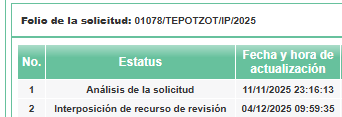 Folio de la solicitud: 01078/TEPOTZOT/IP/2025
No. Estatus Fecha y hora de actualización
1 Análisis de la solicitud 11/11/2025 23:16:13
2 Interposición de recurso de revisión 04/12/2025 09:59:35